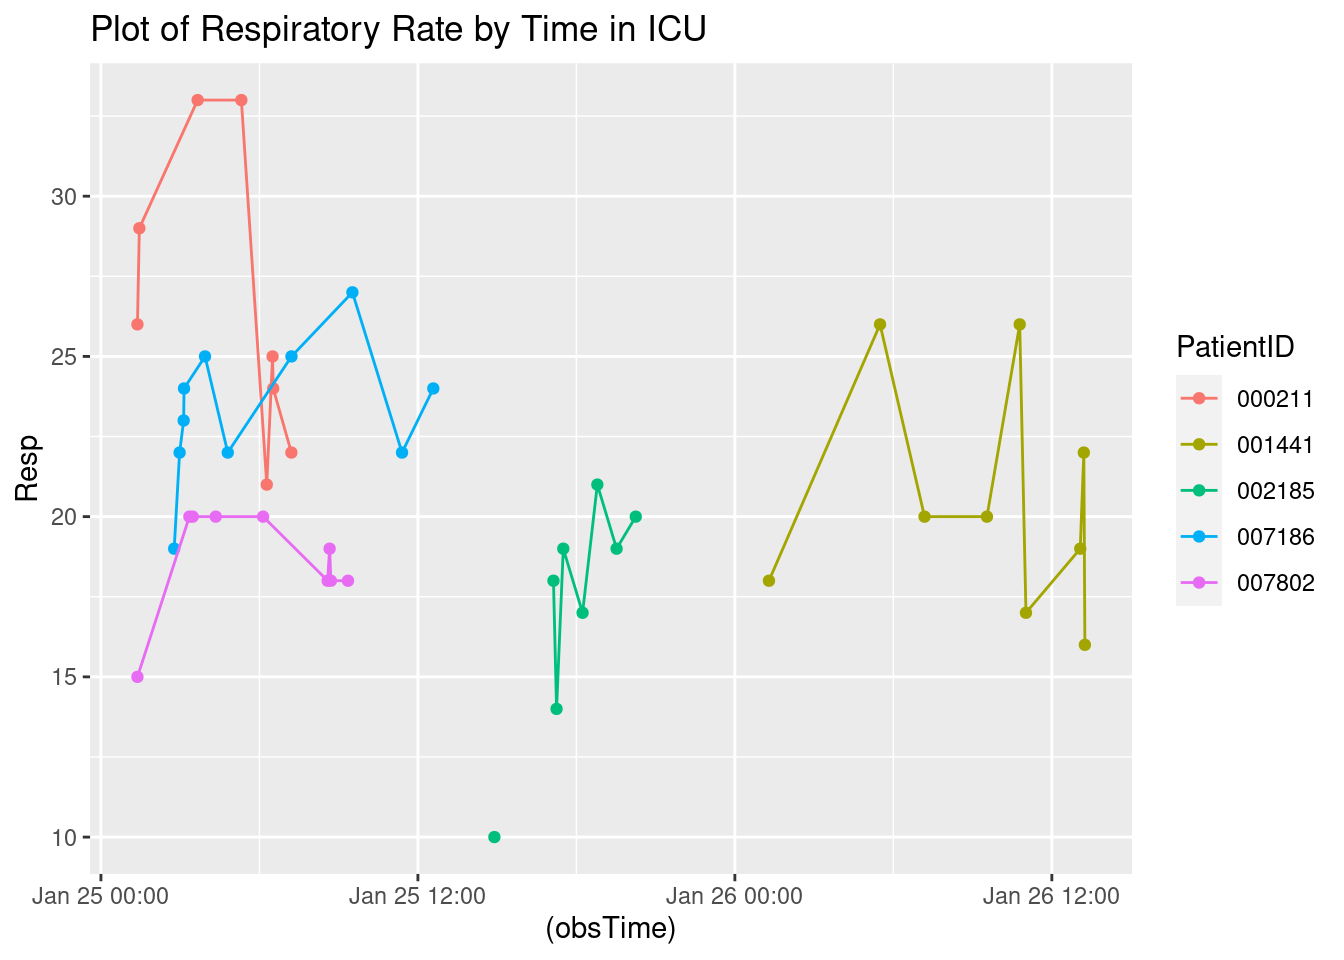 Plot of Respiratory Rate by Time in ICU
Resp
30
25
20
15
10
Jan 25 00:00
Jan 25 12:00
Jan 26 00:00
Jan 26 12:00
(obsTime)
PatientID
000211
001441
002185
007186
007802